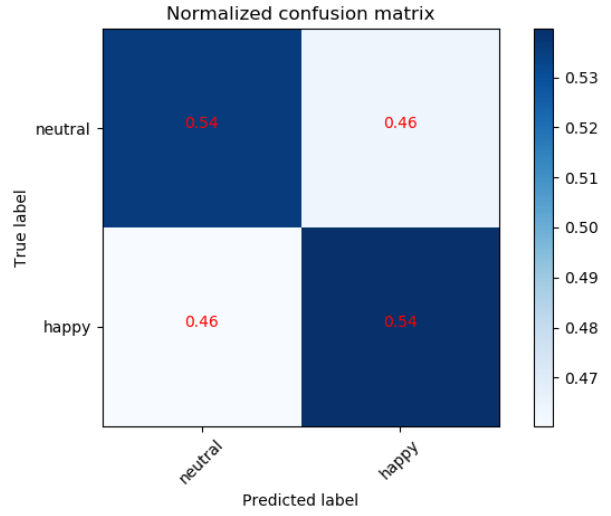 Normalized confusion matrix
True label
neutral
0.54
0.46
happy
0.46
0.54
neutral
happy
Predicted label
0.53
0.52
0.51
0.50
0.49
0.48
0.47